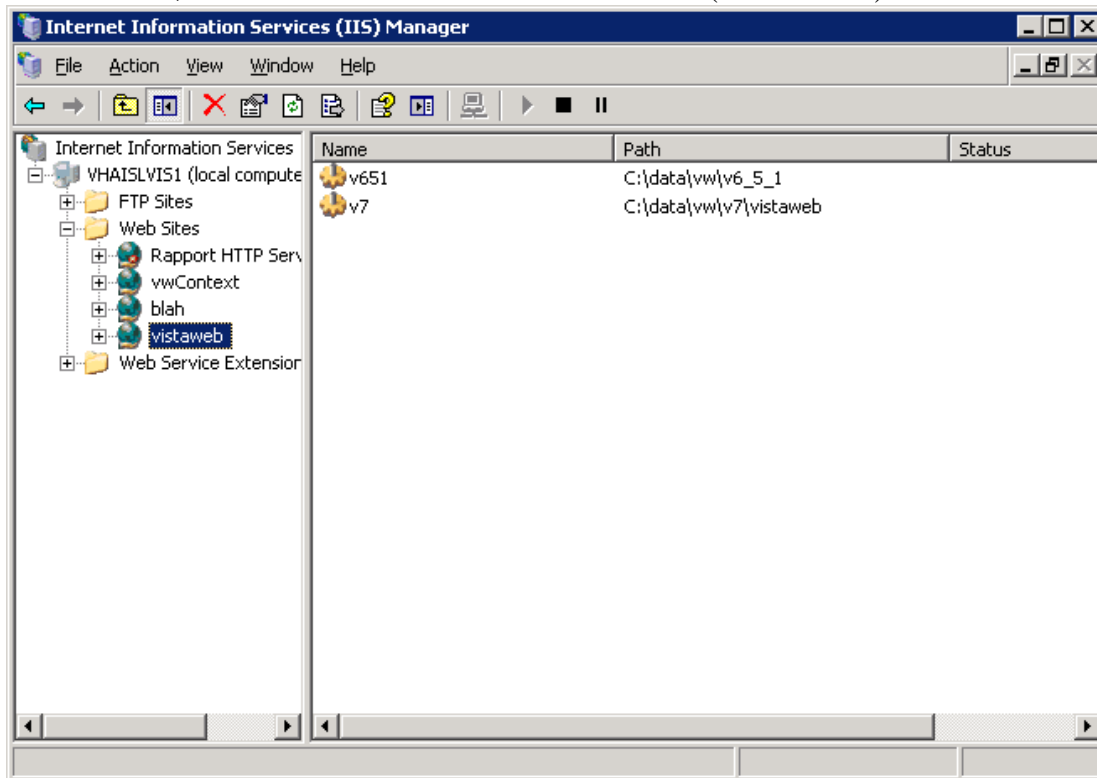 Internet Information Services (IIS) Manager
File Action View Window Help
Internet Information Services
VHAISLVIS1 (local compute
FTP Sites
Web Sites
Rapport HTTP Serv
vwContext
blah
vistaweb
Web Service Extension
Name Path Status
v651 C:\data\vw\v6_5_1
v7 C:\data\vw\v7\vistaweb